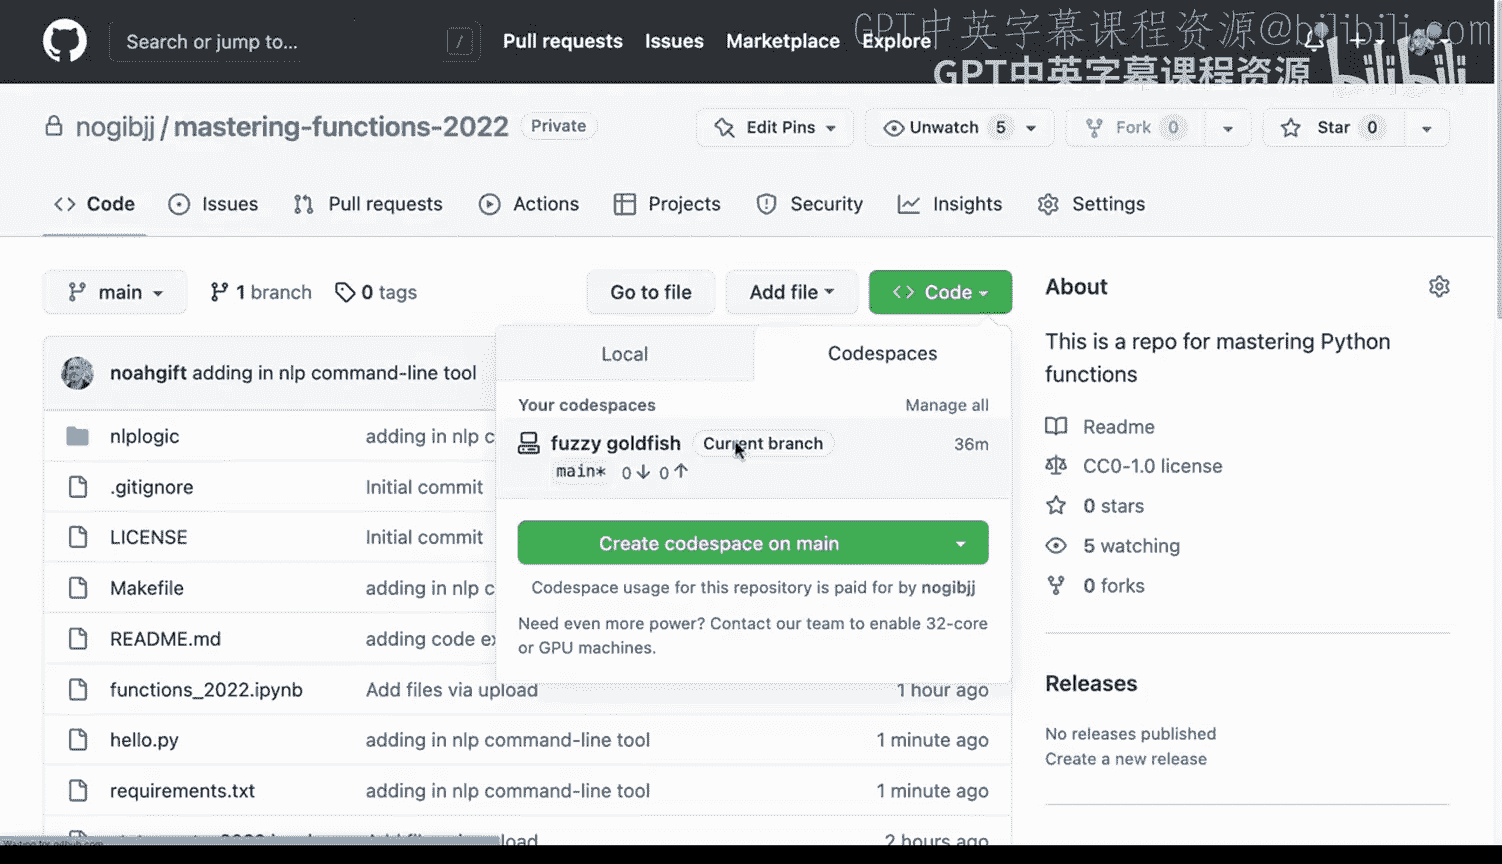 GPT中英字幕课程资源@bilibili.com
Search or jump to... / Pull requests Issues Marketplace Explore
GPT中英字幕课程资源 bilibili
nogibjj / mastering-functions-2022 Private Edit Pins Unwatch 5 Fork 0 Star 0
Code Issues Pull requests Actions Projects Security Insights Settings
main 1 branch 0 tags Go to file Add file Code
Local Codespaces
noahgift adding in nlp command-line tool
Your codespaces Manage all
fuzzy goldfish Current branch 36m
main* 0 ↓ 0 ↑
Create codespace on main
Codespace usage for this repository is paid for by nogibjj
Need even more power? Contact our team to enable 32-core
or GPU machines.
nlplogic adding in nlp c
.gitignore Initial commit
LICENSE Initial commit
Makefile adding in nlp c
README.md adding code ex
functions_2022.ipynb Add files via upload 1 hour ago
hello.py adding in nlp command-line tool 1 minute ago
requirements.txt adding in nlp command-line tool 1 minute ago
2 hours ago
About
This is a repo for mastering Python
functions
Readme
CC0-1.0 license
0 stars
5 watching
0 forks
Releases
No releases published
Create a new release
Waiting for github.com...